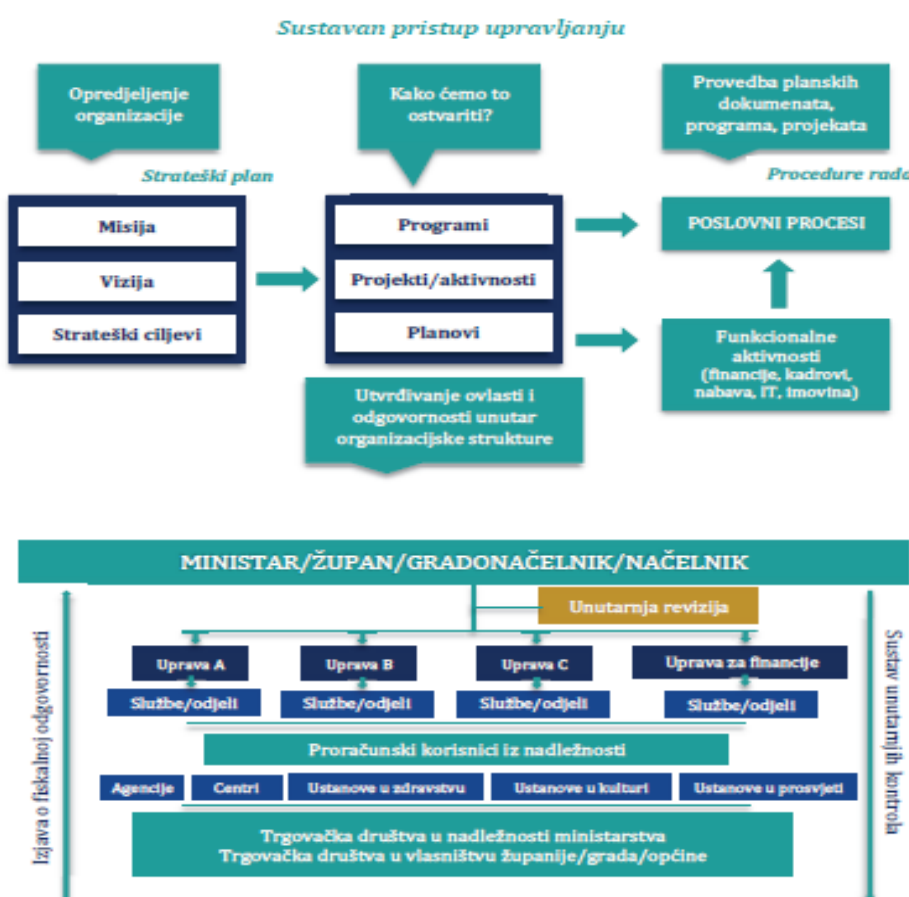 Sustavan pristup upravljanju
Opredjeljenje
organizacije
Kako ćemo to
ostvariti?
Provedba planskih
dokumenata,
programa, projekata
Strateški plan
Procedure rada
Misija
Vizija
Strateški ciljevi
Programi
Projekti/aktivnosti
Planovi
POSLOVNI PROCESI
Funkcionalne
aktivnosti
(financije, kadrovi,
nabava, IT, imovina)
Utvrđivanje ovlasti i
odgovornosti unutar
organizacijske strukture
MINISTAR/ŽUPAN/GRADONAČELNIK/NAČELNIK
Unutarnja revizija
Uprava A
Uprava B
Uprava C
Uprava za financije
Službe/odjeli
Službe/odjeli
Službe/odjeli
Službe/odjeli
Proračunski korisnici iz nadležnosti
Agencije
Centri
Ustanove u zdravstvu
Ustanove u kulturi
Ustanove u prosvjeti
Trgovačka društva u nadležnosti ministarstva
Trgovačka društva u vlasništvu županije/grada/općine
Izjava o fiskalnoj odgovornosti
Sustav unutarnjih kontrola